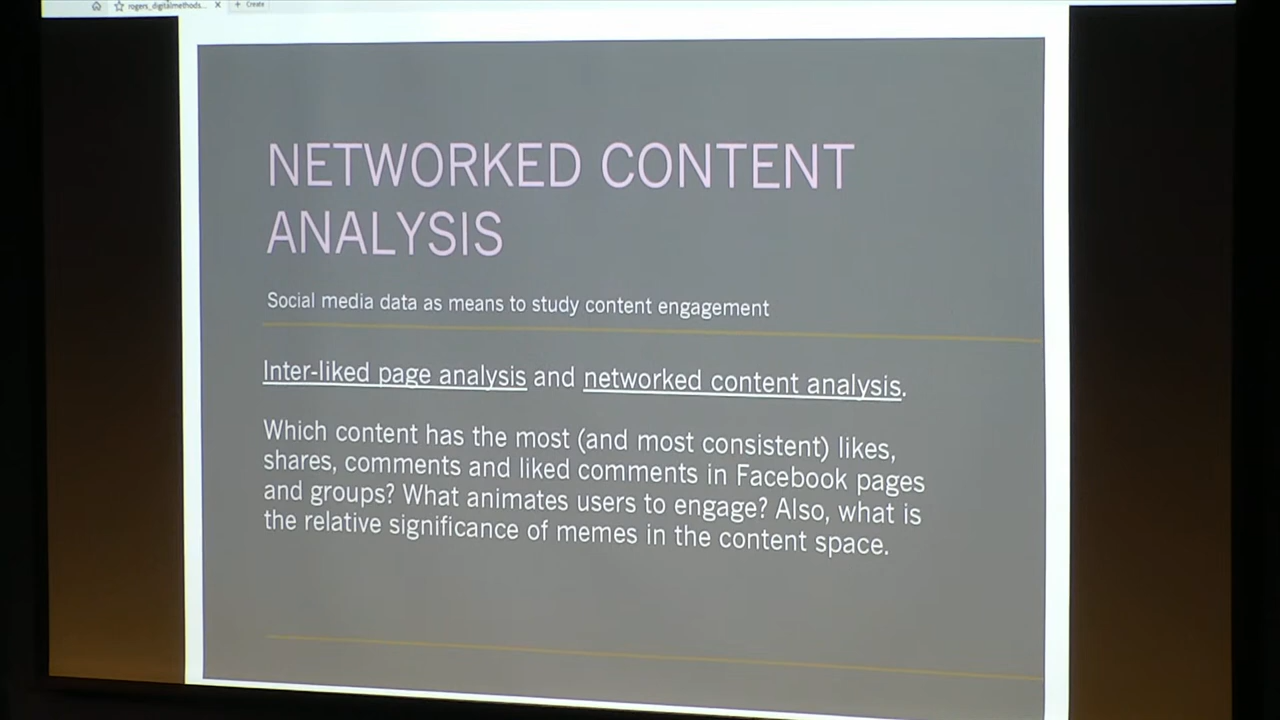 rogers_digitalmethods...
Create
NETWORKED CONTENT
ANALYSIS
Social media data as means to study content engagement
Inter-liked page analysis and networked content analysis.
Which content has the most (and most consistent) likes,
shares, comments and liked comments in Facebook pages
and groups? What animates users to engage? Also, what is
the relative significance of memes in the content space.